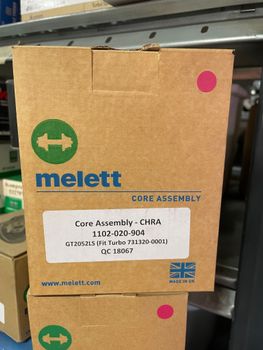 melett
CORE ASSEMBLY
Core Assembly - CHRA
1102-020-904
GT2052LS (Fit Turbo 731320-0001)
QC 18067
www.melett.com
MADE IN UK